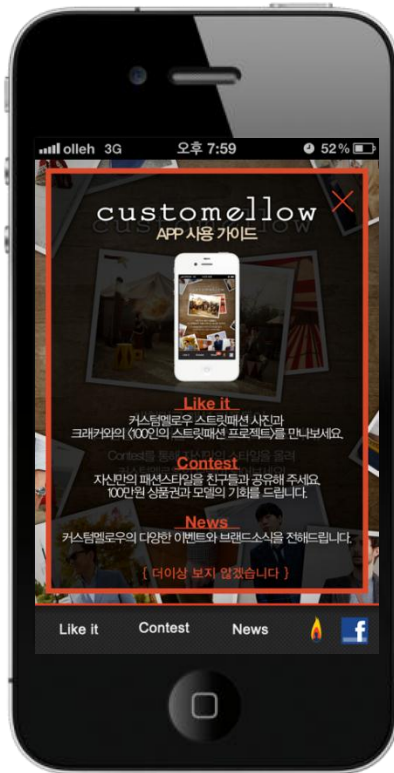 olleh 3G 오후 7:59 52%
customellow
APP 사용 가이드
Like it
커스텀멜로우 스트릿패션 사진과
크래커와의 <100인의 스트릿패션 프로젝트>를 만나보세요.
Contest
자신만의 패션스타일을 친구들과 공유해 주세요.
100만원 상품권과 모델의 기회를 드립니다.
News
커스텀멜로우의 다양한 이벤트와 브랜드소식을 전해드립니다.
{ 더이상 보지 않겠습니다 }
Like it Contest News f